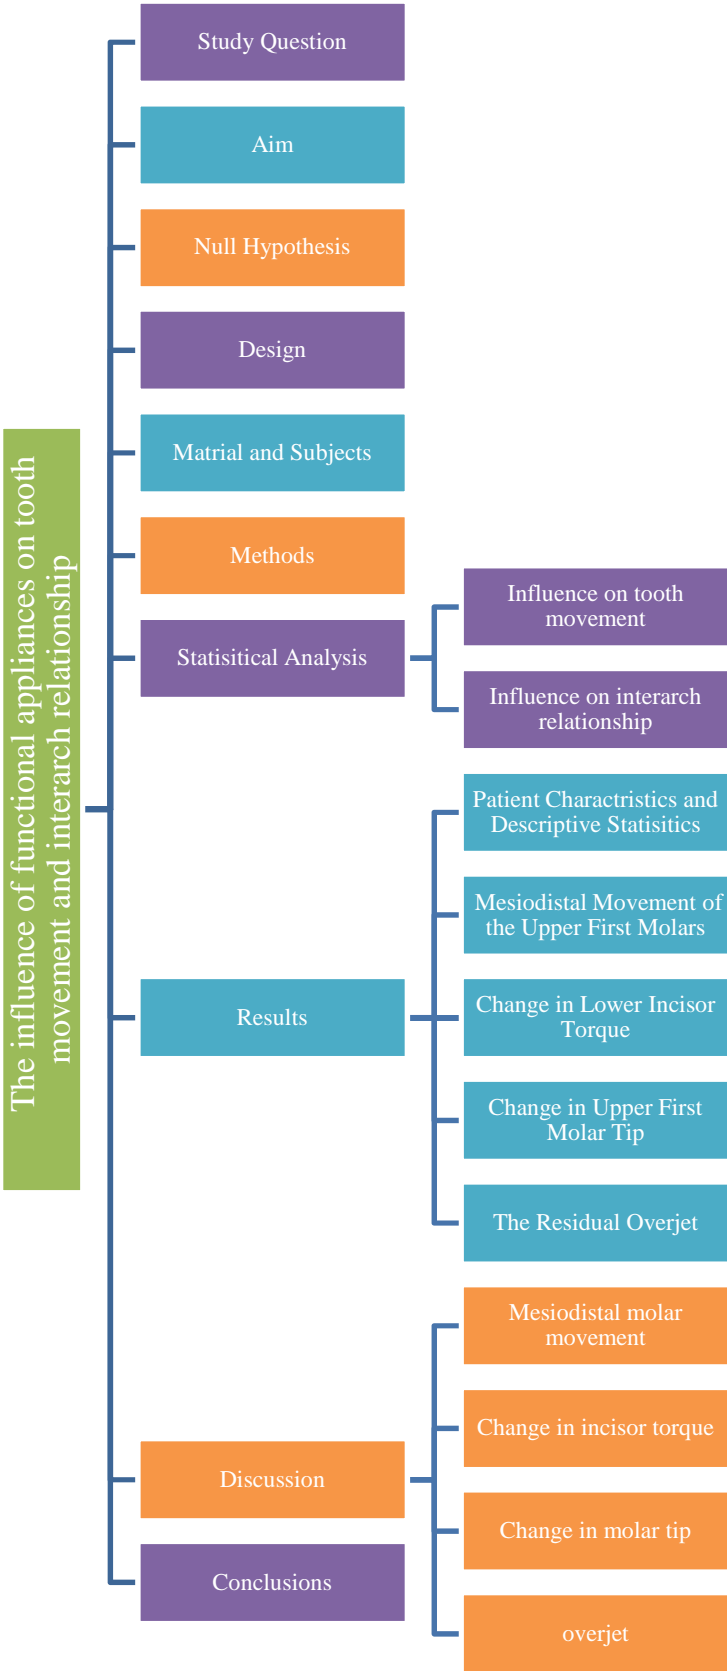 The influence of functional appliances on tooth
movement and interarch relationship
Study Question
Aim
Null Hypothesis
Design
Matrial and Subjects
Methods
Statisitical Analysis
Influence on tooth
movement
Influence on interarch
relationship
Results
Patient Charactristics and
Descriptive Statisitics
Mesiodistal Movement of
the Upper First Molars
Change in Lower Incisor
Torque
Change in Upper First
Molar Tip
The Residual Overjet
Discussion
Mesiodistal molar
movement
Change in incisor torque
Change in molar tip
overjet
Conclusions